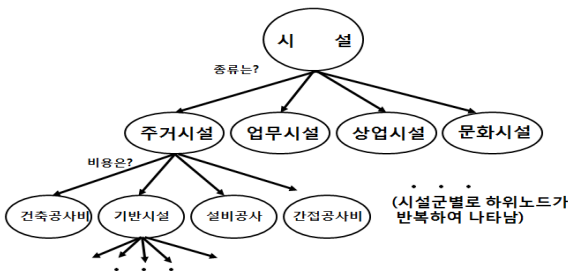 시 설
종류는?
주거시설 업무시설 상업시설 문화시설
비용은?
건축공사비 기반시설 설비공사 간접공사비
(시설군별로 하위노드가
반복하여 나타남)